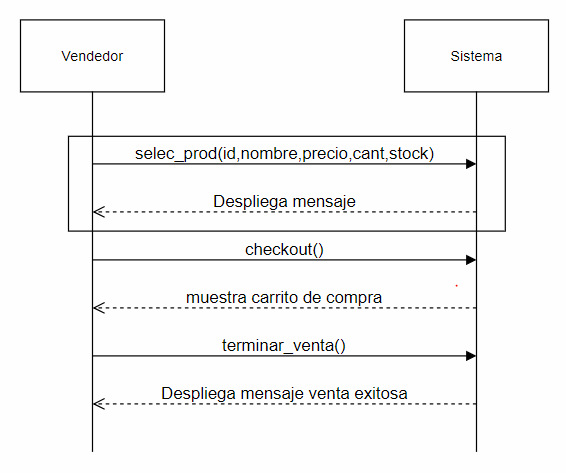 Vendedor
Sistema
selec_prod(id,nombre,precio,cant,stock)
Despliega mensaje
checkout()
muestra carrito de compra
terminar_venta()
Despliega mensaje venta exitosa